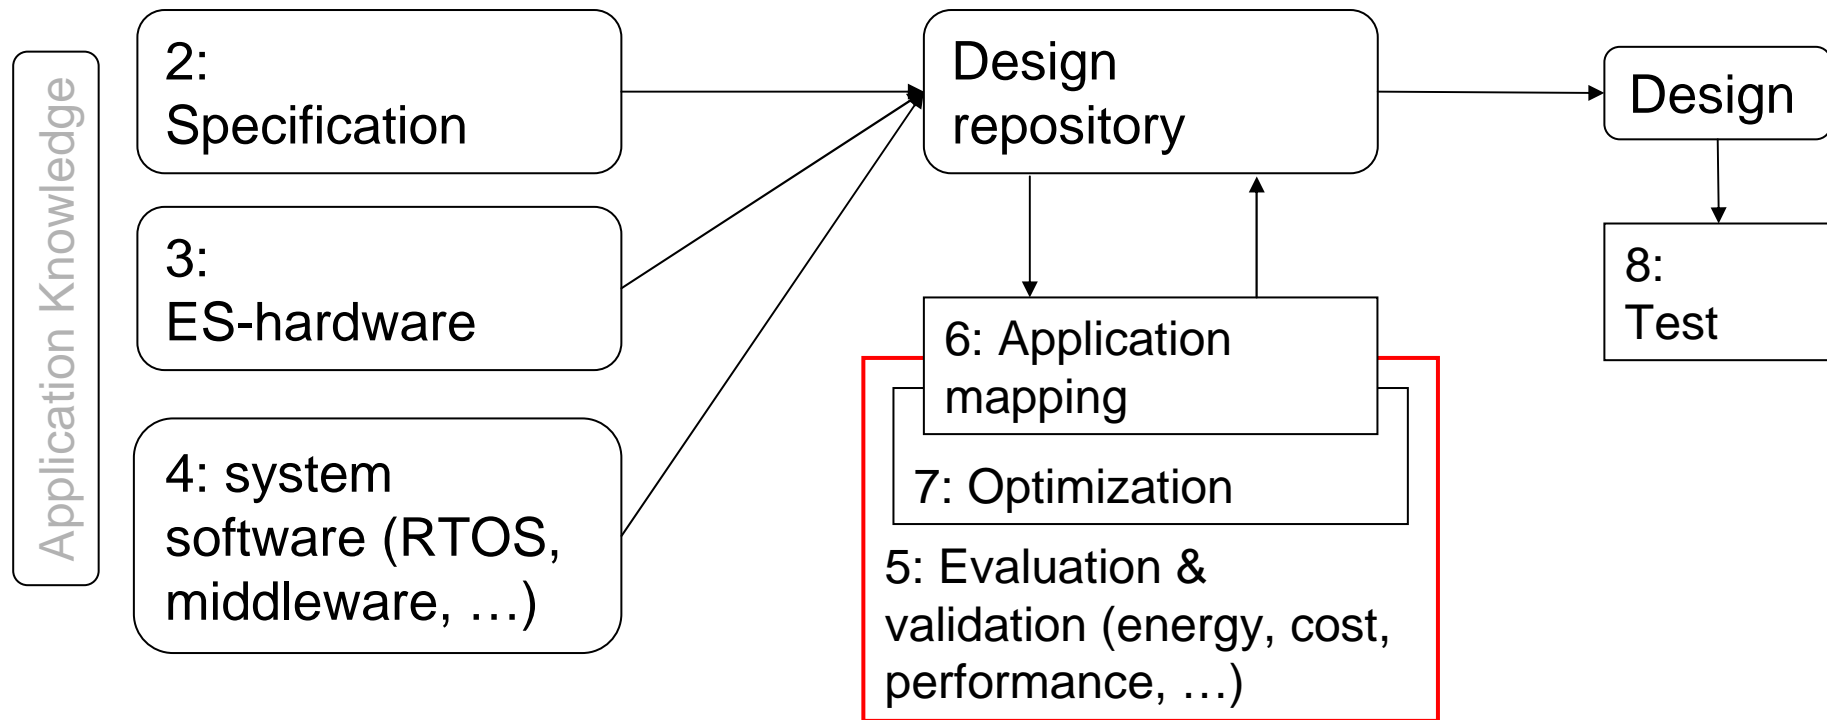 Application Knowledge
2:
Specification
3:
ES-hardware
4: system
software (RTOS,
middleware, …)
Design
repository
6: Application
mapping
7: Optimization
5: Evaluation &
validation (energy, cost,
performance, …)
Design
8:
Test